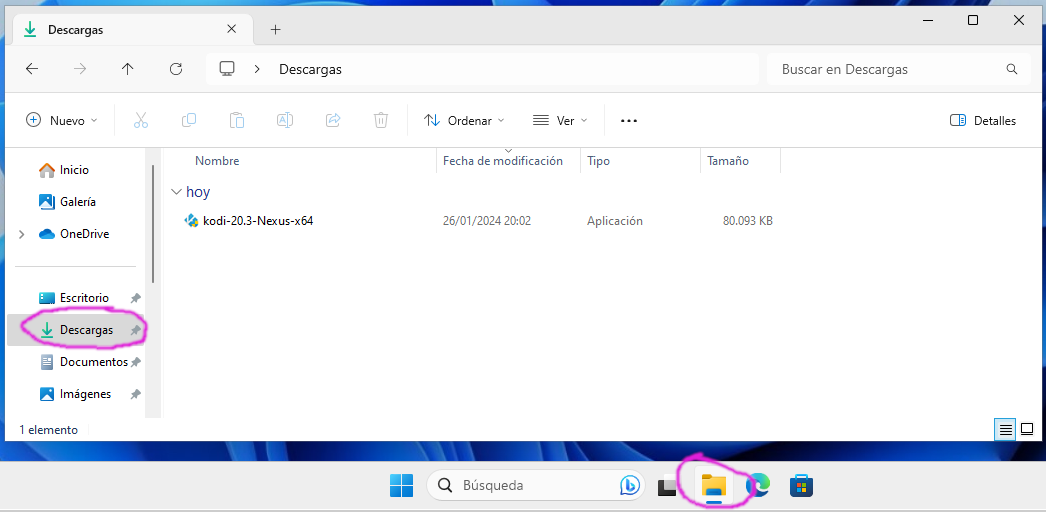 Descargas
Descargas
Buscar en Descargas
Nuevo
Ordenar
Ver
Detalles
Nombre
Fecha de modificación
Tipo
Tamaño
Inicio
Galería
OneDrive
Escritorio
Descargas
Documentos
Imágenes
hoy
kodi-20.3-Nexus-x64
26/01/2024 20:02
Aplicación
80.093 KB
1 elemento
Búsqueda